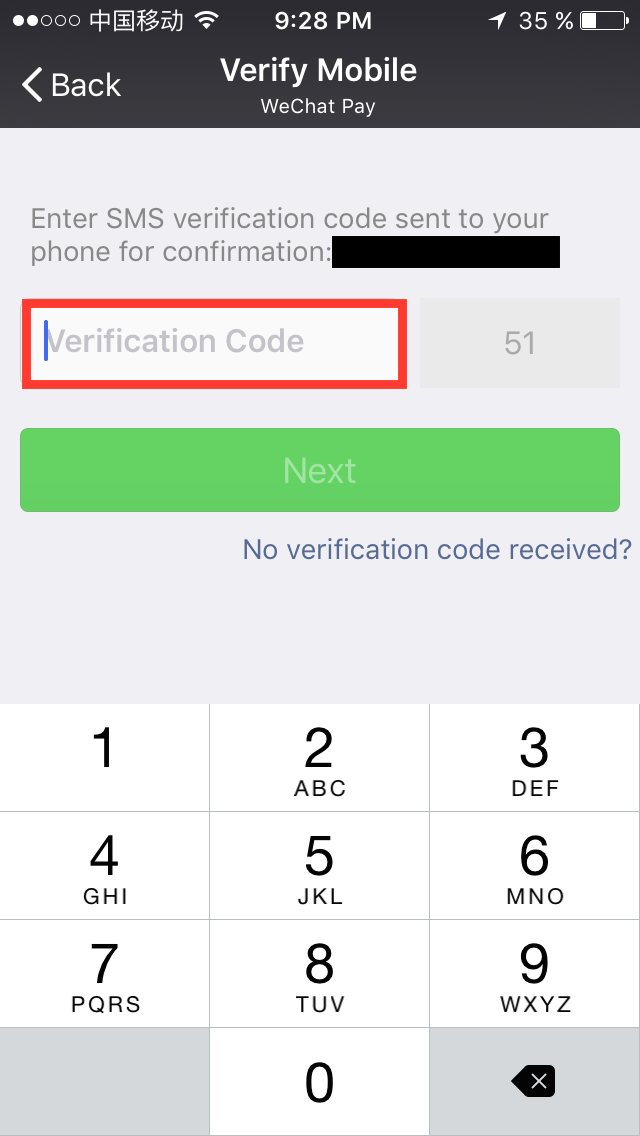 中国移动 9:28 PM 35 %
Back
Verify Mobile
WeChat Pay
Enter SMS verification code sent to your
phone for confirmation:
Verification Code 51
Next
No verification code received?
1 2 3
ABC DEF
4 5 6
GHI JKL MNO
7 8 9
PQRS TUV WXYZ
0